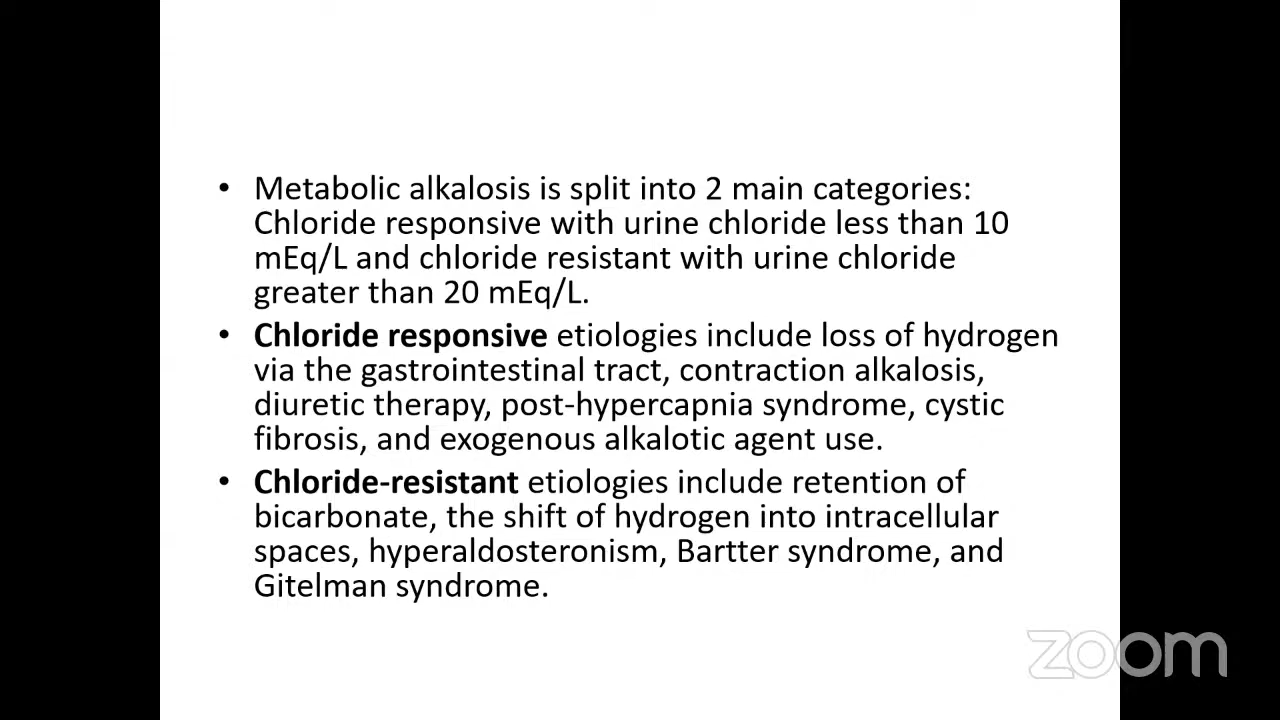 • Metabolic alkalosis is split into 2 main categories:
Chloride responsive with urine chloride less than 10
mEq/L and chloride resistant with urine chloride
greater than 20 mEq/L.
• Chloride responsive etiologies include loss of hydrogen
via the gastrointestinal tract, contraction alkalosis,
diuretic therapy, post-hypercapnia syndrome, cystic
fibrosis, and exogenous alkalotic agent use.
• Chloride-resistant etiologies include retention of
bicarbonate, the shift of hydrogen into intracellular
spaces, hyperaldosteronism, Bartter syndrome, and
Gitelman syndrome.
zoom